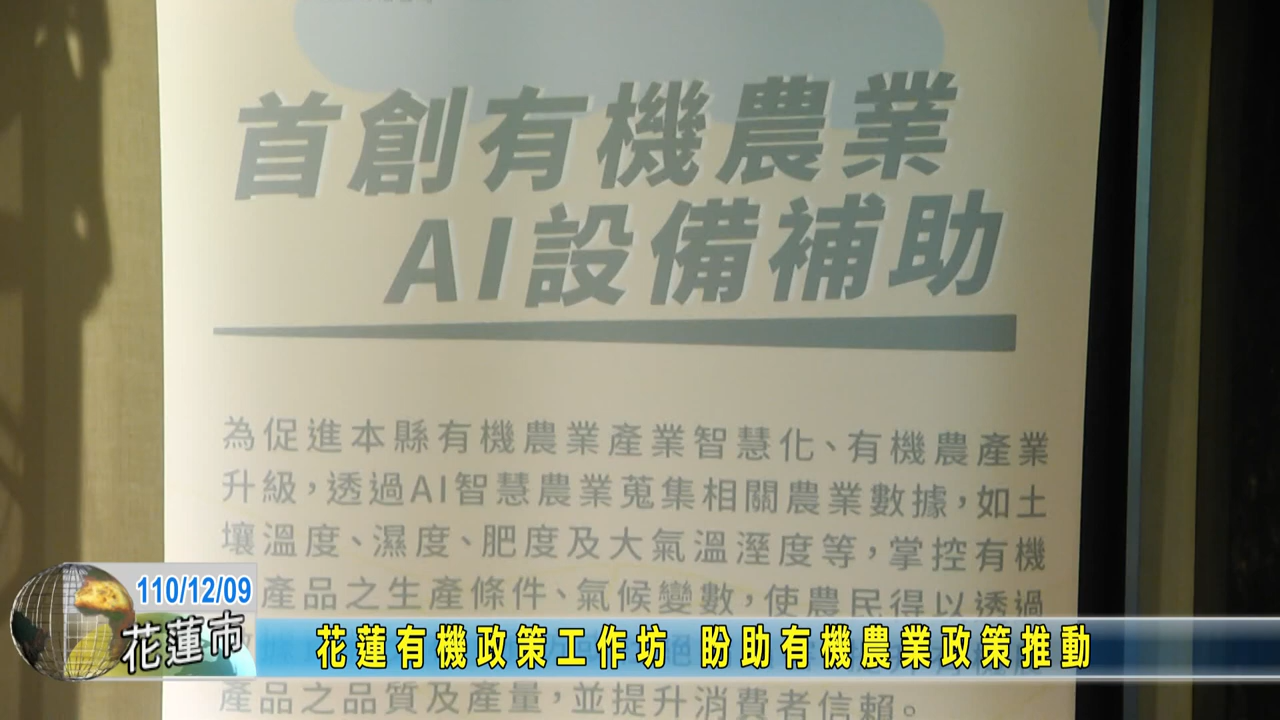 首創有機農業
AI設備補助
為促進本縣有機農業產業智慧化、有機農產業
升級，透過AI智慧農業蒐集相關農業數據，如土
壤溫度、濕度、肥度及大氣溫溼度等，掌控有機
產品之生產條件、氣候變數，使農民得以透過
產品之品質及產量，並提升消費者信賴。
110/12/09
花蓮市
花蓮有機政策工作坊 盼助有機農業政策推動